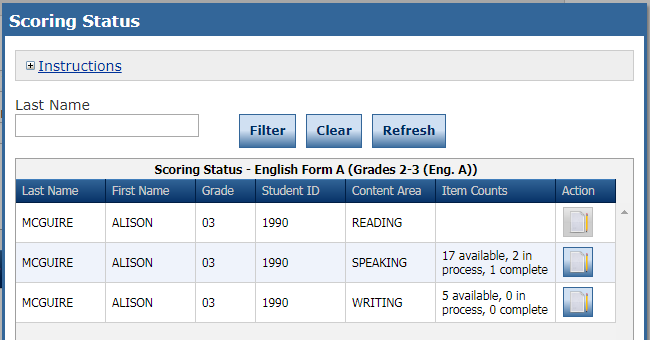 Scoring Status
Instructions
Last Name
Filter Clear Refresh
Scoring Status - English Form A (Grades 2-3 (Eng. A))
Last Name First Name Grade Student ID Content Area Item Counts Action
MCGUIRE ALISON 03 1990 READING
MCGUIRE ALISON 03 1990 SPEAKING 17 available, 2 in
process, 1 complete
MCGUIRE ALISON 03 1990 WRITING 5 available, 0 in
process, 0 complete